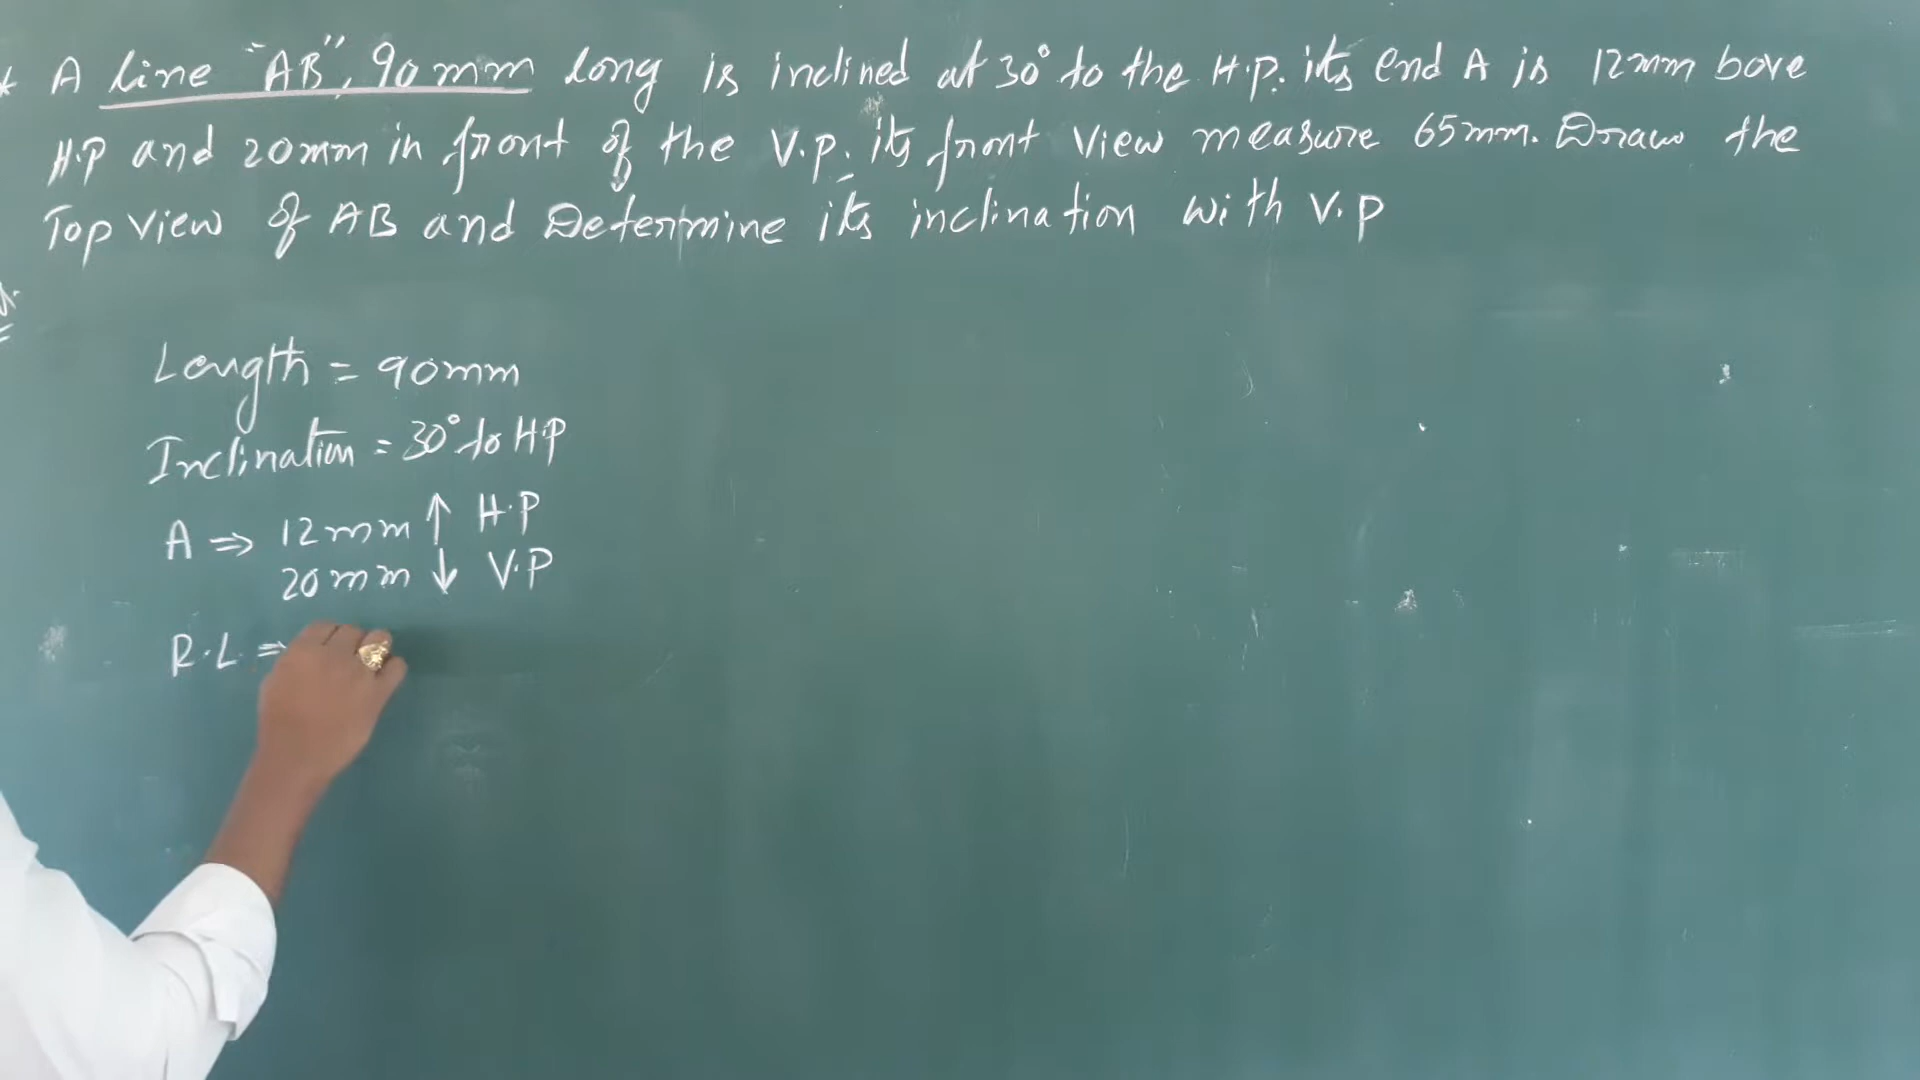 * A line "AB", 90mm long is inclined at 30° to the H.P. its end A is 12mm bove
H.P and 20mm in front of the V.P. its front view measure 65mm. Draw the
Top view of AB and Determine its inclination with V.P
Length = 90mm
Inclination = 30° to HP
A ⇒ 12mm ↑ H.P
20mm ↓ V.P
R.L ⇒